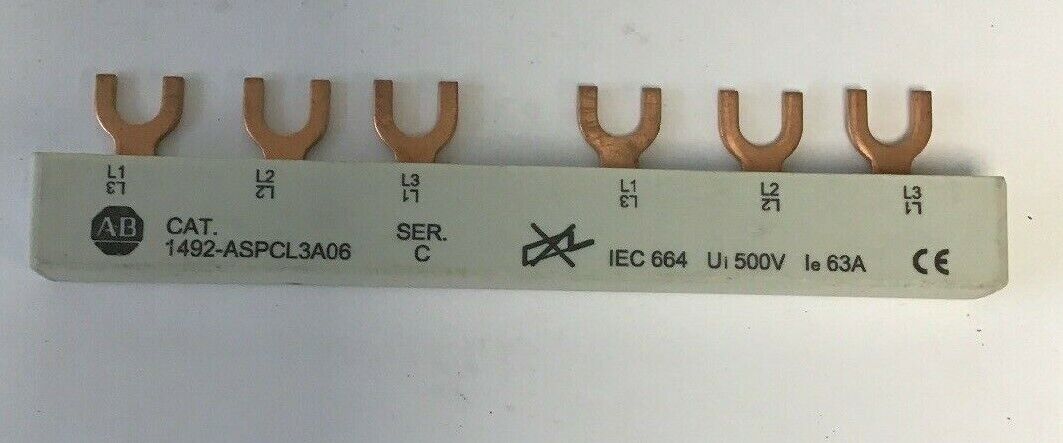 L1 L2 L3 L1 L2 L3
L3 L2 L1 L3 L2 L1
AB CAT. SER.
1492-ASPCL3A06 C
IEC 664 Ui 500V Ie 63A CE